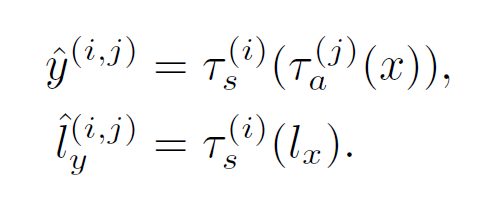 ŷ^{(i,j)} = τ_s^{(i)}(τ_a^{(j)}(x)),
l̂_y^{(i,j)} = τ_s^{(i)}(l_x).